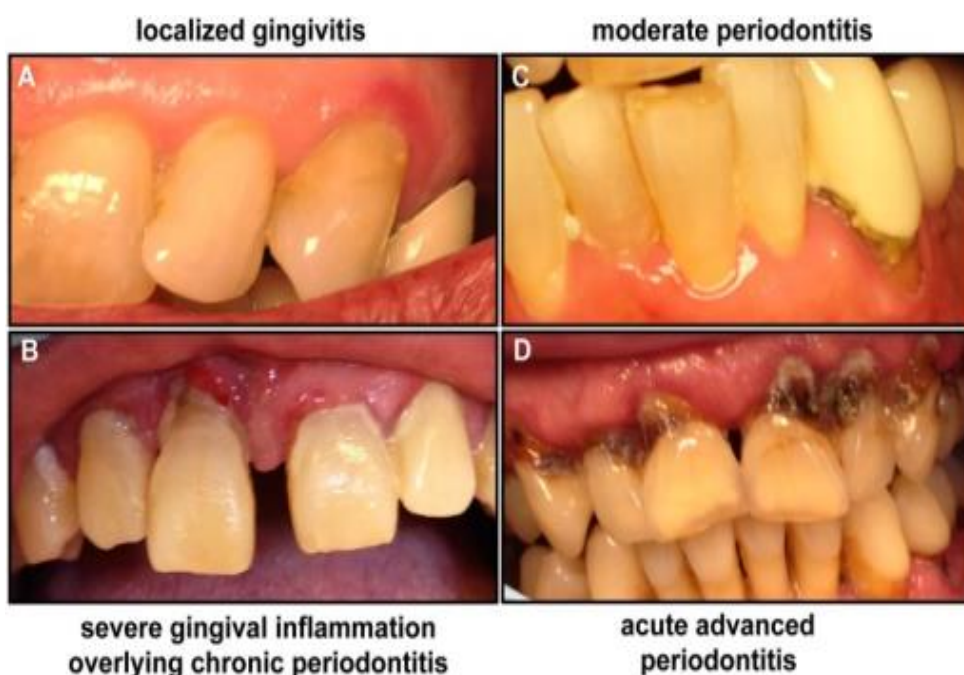 localized gingivitis
moderate periodontitis
A
C
B
D
severe gingival inflammation
overlying chronic periodontitis
acute advanced
periodontitis